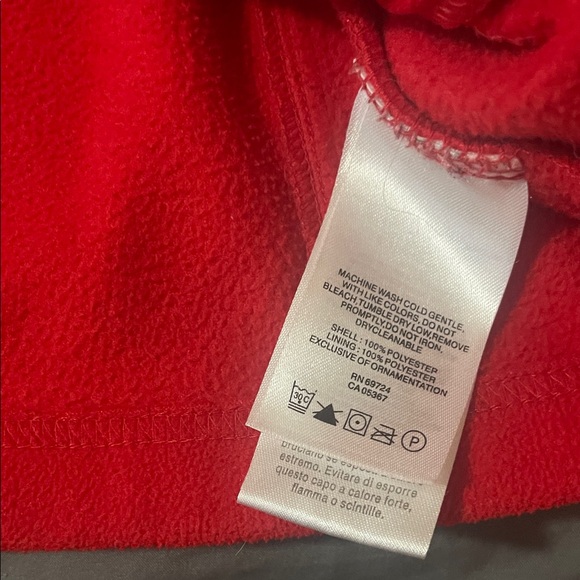 MACHINE WASH COLD GENTLE,
WITH LIKE COLORS, DO NOT
BLEACH, TUMBLE DRY LOW, REMOVE
PROMPTLY.DO NOT IRON.
DRYCLEANABLE
SHELL : 100% POLYESTER
LINING : 100% POLYESTER
EXCLUSIVE OF ORNAMENTATION
RN 69724
CA 05367
30 C P
bruciano se
estremo. Evitare di esporre
questo capo a calore forte,
fiamma o scintille.